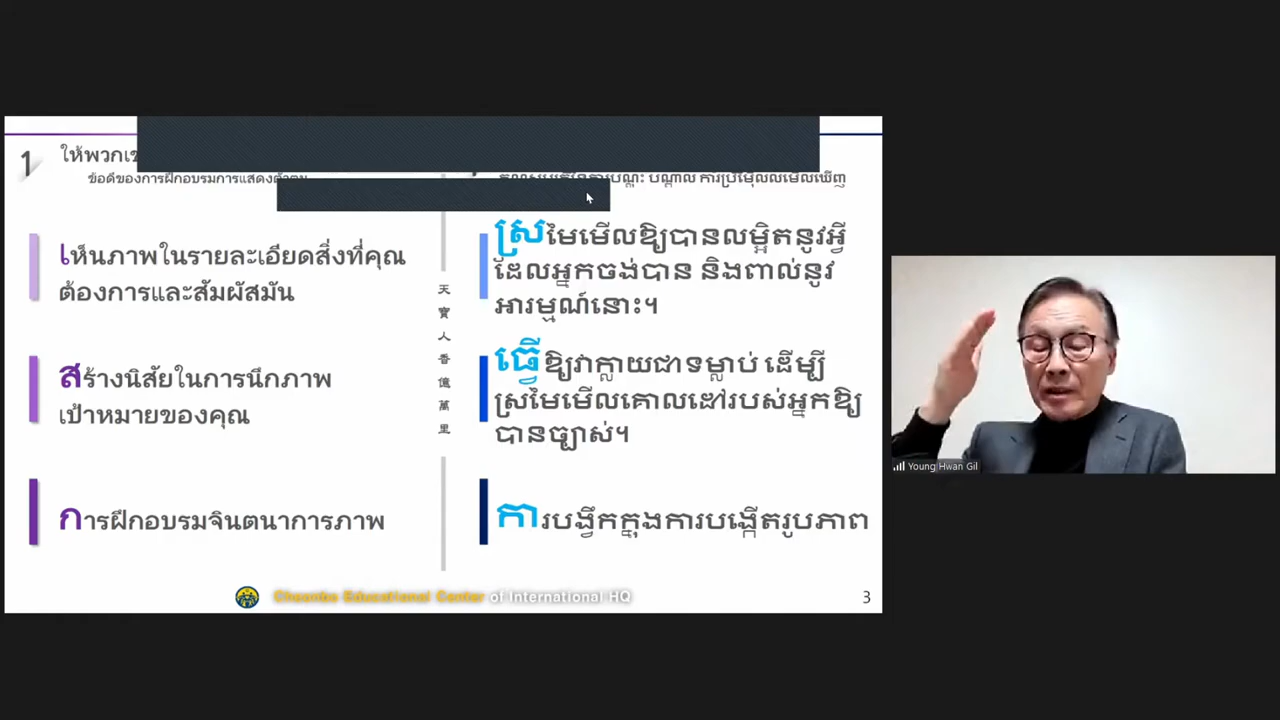 1
ให้พวกเ
ข้อดีของการฝึกอบรมการแสดง
เห็นภาพในรายละเอียดสิ่งที่คุณ
ต้องการและสัมผัสมัน
สร้างนิสัยในการนึกภาพ
เป้าหมายของคุณ
การฝึกอบรมจินตนาการภาพ
天
寶
人
香
億
萬
里
ស្រមៃមើលឱ្យបានលម្អិតនូវអ្វី
ដែលអ្នកចង់បាន និងពាល់នូវ
អារម្មណ៍នោះ។
ធ្វើឱ្យវាក្លាយជាទម្លាប់ ដើម្បី
ស្រមៃមើលគោលដៅរបស់អ្នកឱ្យ
បានច្បាស់។
ការបង្វឹកក្នុងការបង្កើតរូបភាព
Cheonbo Educational Center of International HQ
3
Young Hwan Gil